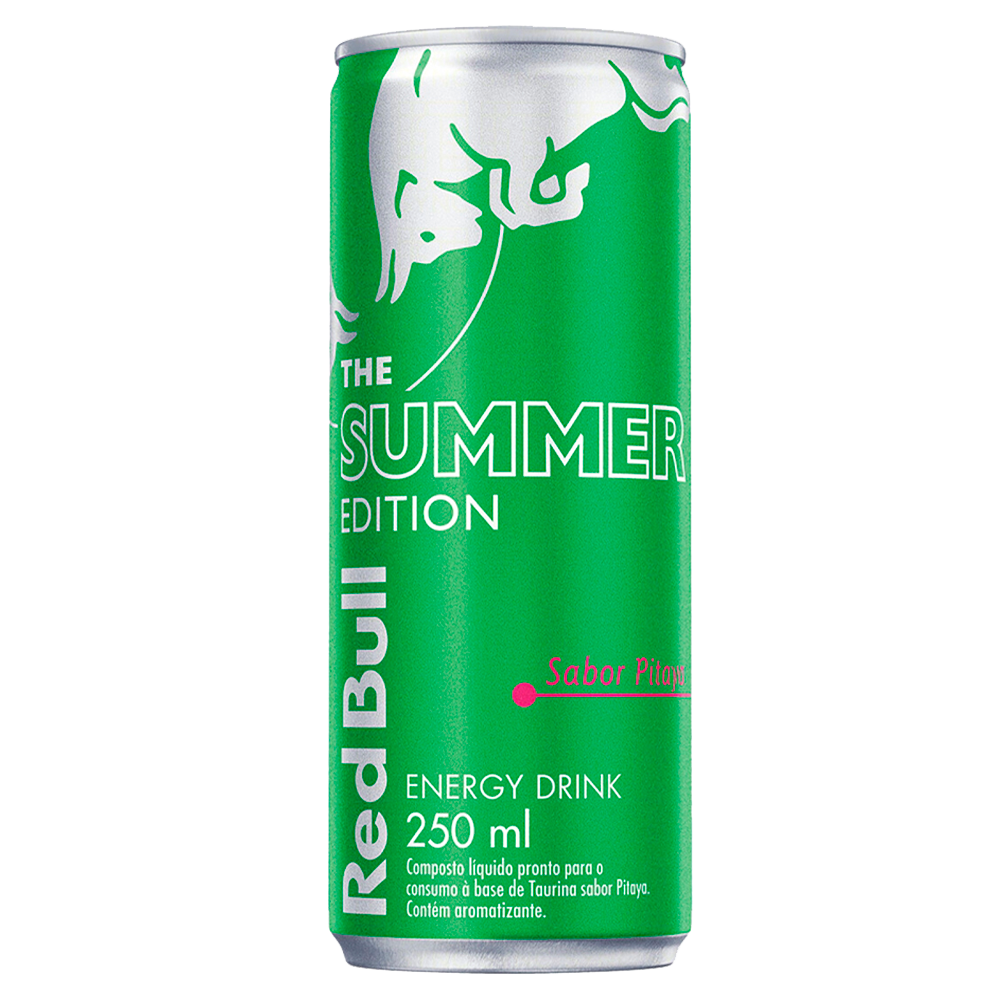 THE
SUMMER
EDITION
Red Bull
Sabor Pitaya
ENERGY DRINK
250 ml
Composto líquido pronto para o
consumo à base de Taurina sabor Pitaya.
Contém aromatizante.